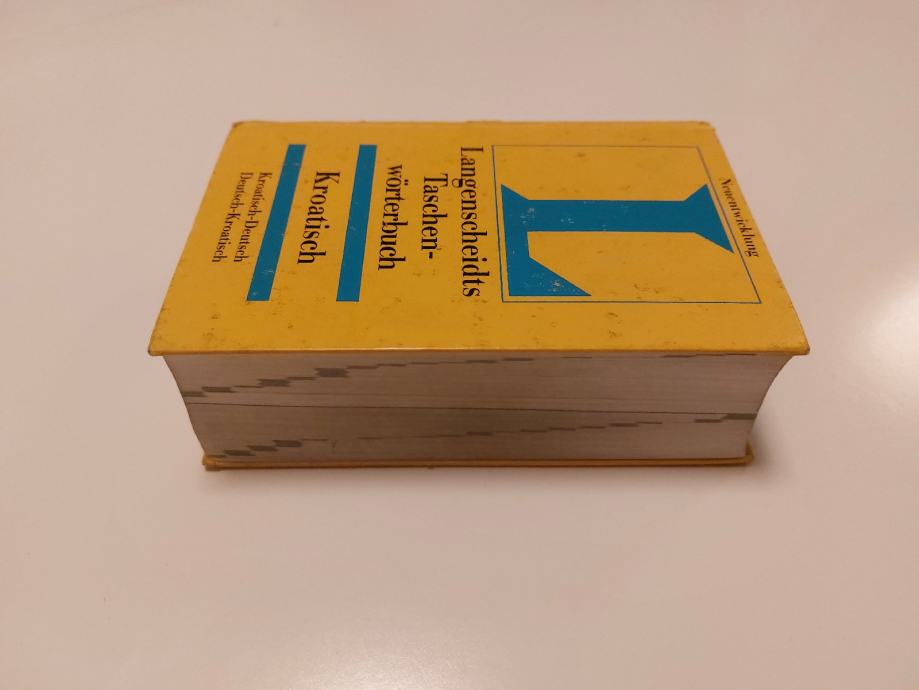 Neuentwicklung
L
Langenscheidts
Taschen-
wörterbuch
Kroatisch
Kroatisch-Deutsch
Deutsch-Kroatisch